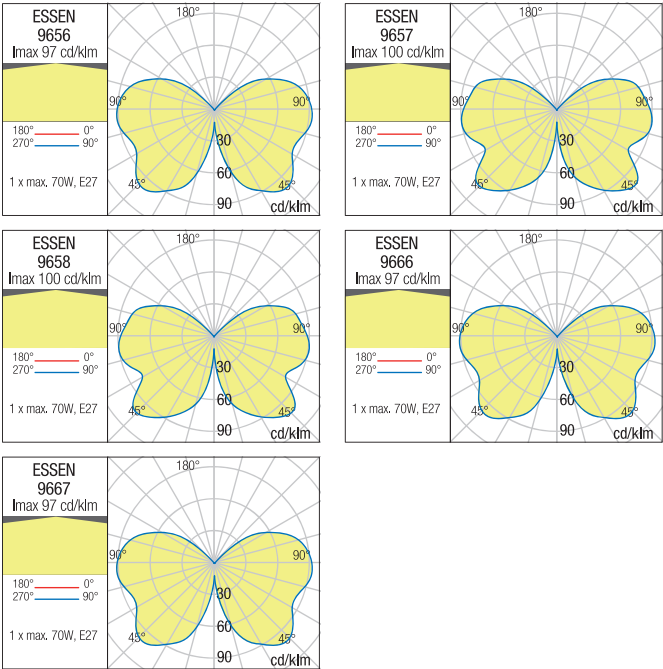 ESSEN
9656
Imax 97 cd/klm
180° 0°
270° 90°
1 x max. 70W, E27
180°
90° 90°
30
45° 60 45°
90 cd/klm
ESSEN
9657
Imax 100 cd/klm
180° 0°
270° 90°
1 x max. 70W, E27
180°
90° 90°
30
45° 60 45°
90 cd/klm
ESSEN
9658
Imax 100 cd/klm
180° 0°
270° 90°
1 x max. 70W, E27
180°
90° 90°
30
45° 60 45°
90 cd/klm
ESSEN
9666
Imax 97 cd/klm
180° 0°
270° 90°
1 x max. 70W, E27
180°
90° 90°
30
45° 60 45°
90 cd/klm
ESSEN
9667
Imax 97 cd/klm
180° 0°
270° 90°
1 x max. 70W, E27
180°
90° 90°
30
45° 60 45°
90 cd/klm